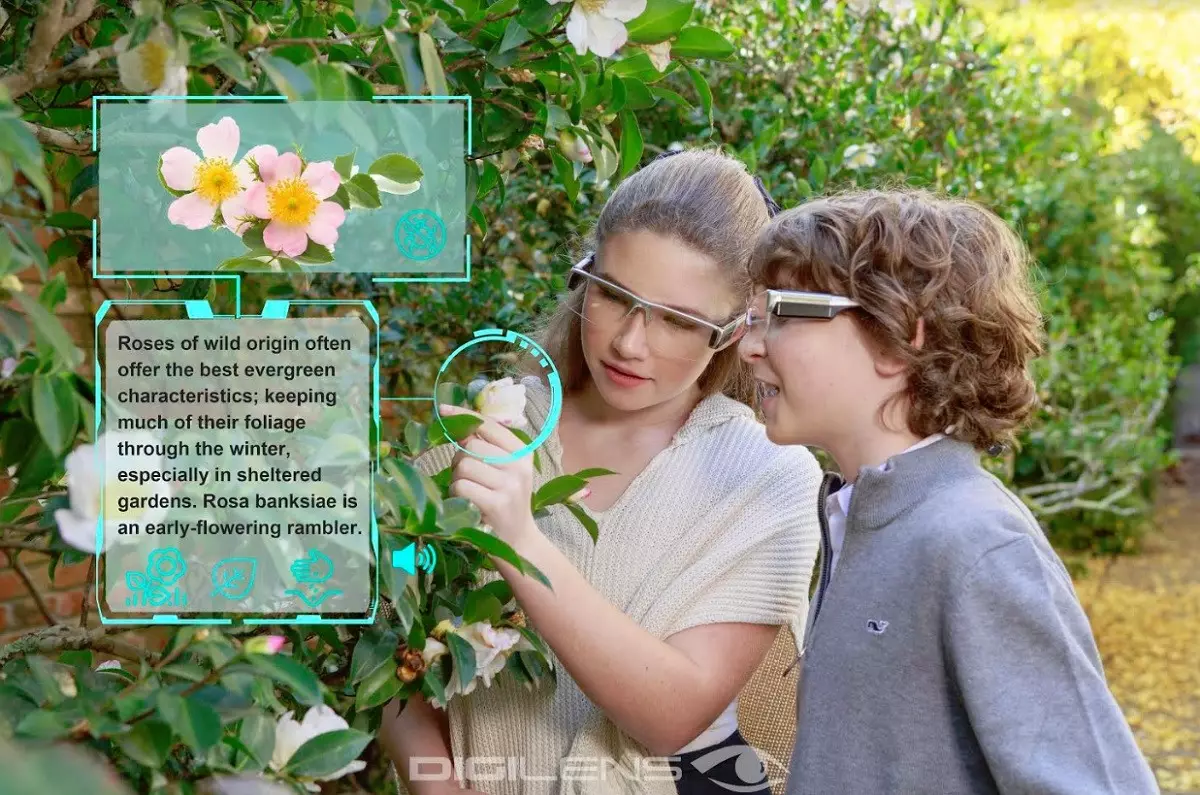 Roses of wild origin often
offer the best evergreen
characteristics; keeping
much of their foliage
through the winter,
especially in sheltered
gardens. Rosa banksiae is
an early-flowering rambler.
DIGILENS